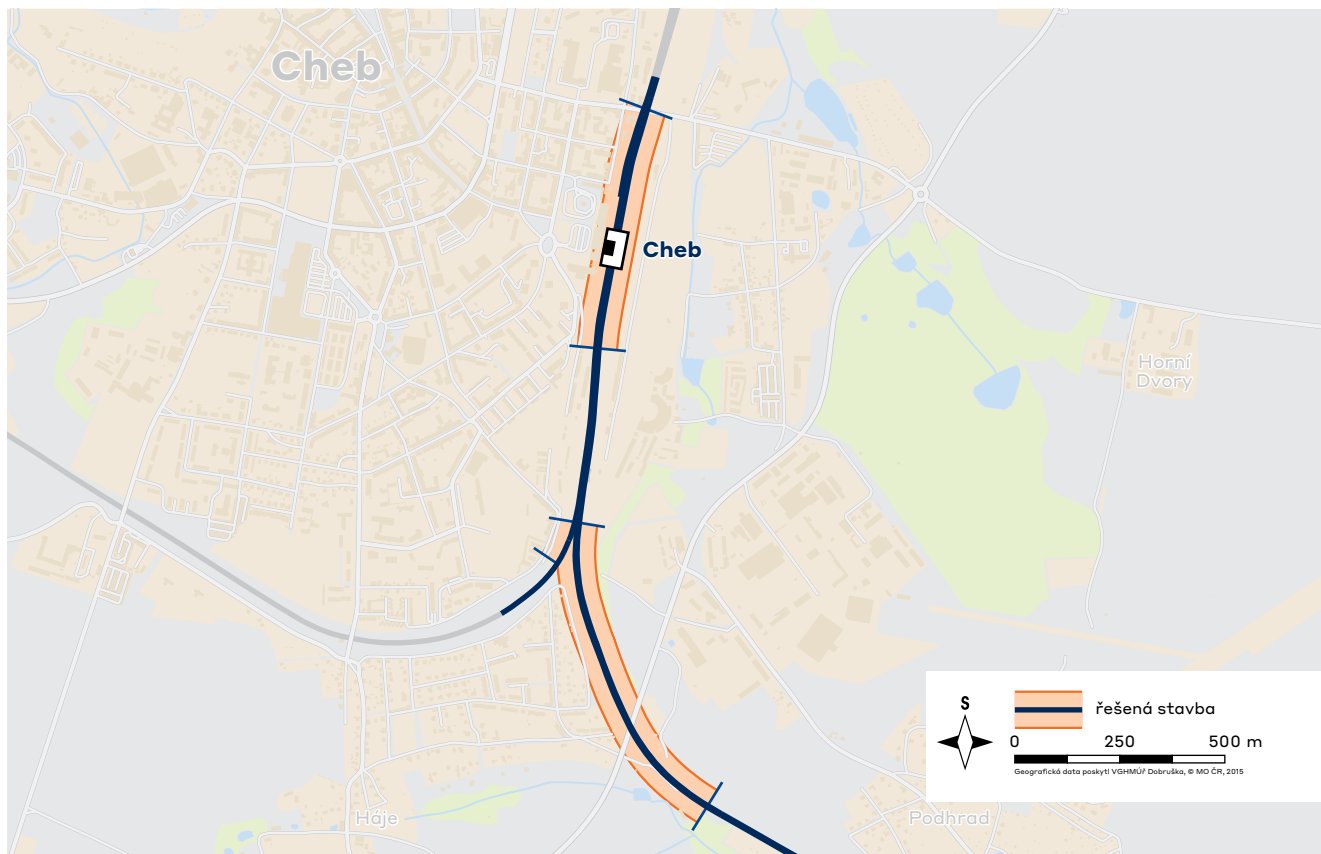 Cheb
Cheb
Horní
Dvory
S
řešená stavba
0 250 500 m
Geografická data poskytl VGHMÚř Dobruška, © MO ČR, 2015
Háje
Podhrad